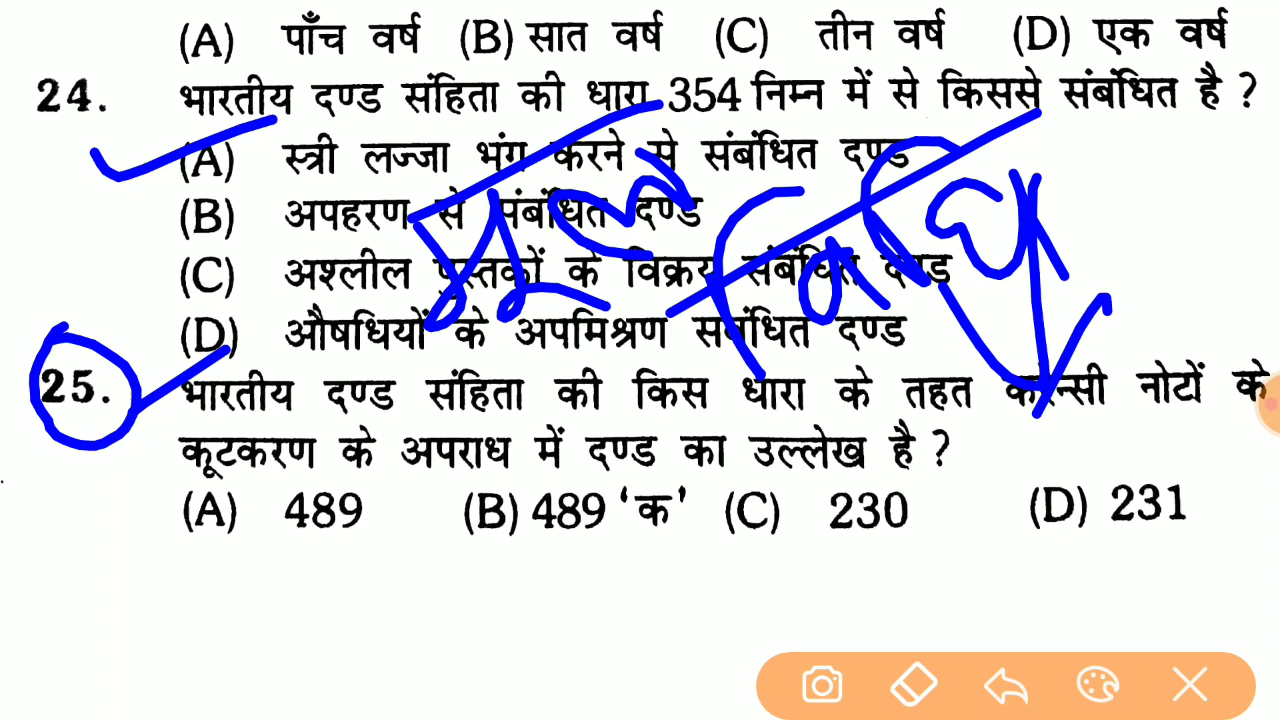 (A) पाँच वर्ष (B) सात वर्ष (C) तीन वर्ष (D) एक वर्ष
24. भारतीय दण्ड संहिता की धारा 354 निम्न में से किससे संबंधित है ?
(A) स्त्री लज्जा भंग करने से संबंधित दण्ड
(B) अपहरण से संबंधित दण्ड
(C) अश्लील पुस्तकों के विक्रय संबंधित दण्ड
(D) औषधियों के अपमिश्रण संबंधित दण्ड
25. भारतीय दण्ड संहिता की किस धारा के तहत करेन्सी नोटों के
कूटकरण के अपराध में दण्ड का उल्लेख है ?
(A) 489 (B) 489 'क' (C) 230 (D) 231